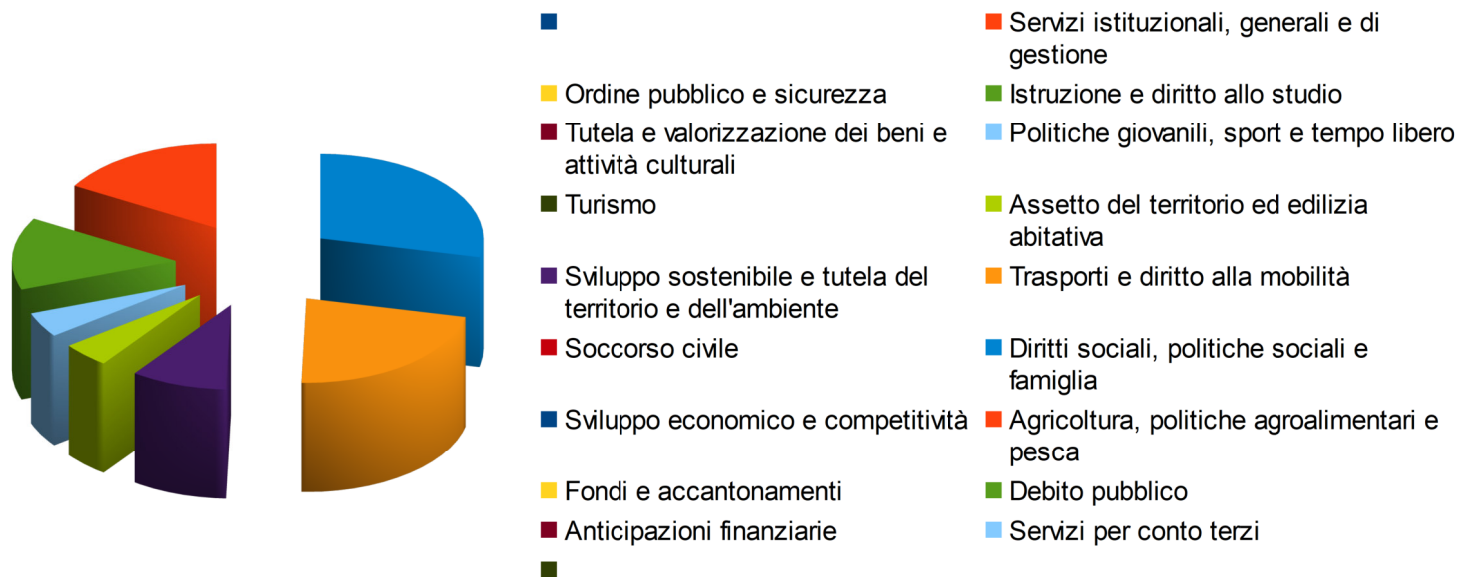 Servizi istituzionali, generali e di
gestione
Ordine pubblico e sicurezza
Istruzione e diritto allo studio
Tutela e valorizzazione dei beni e
attività culturali
Politiche giovanili, sport e tempo libero
Turismo
Assetto del territorio ed edilizia
abitativa
Sviluppo sostenibile e tutela del
territorio e dell'ambiente
Trasporti e diritto alla mobilità
Soccorso civile
Diritti sociali, politiche sociali e
famiglia
Sviluppo economico e competitività
Agricoltura, politiche agroalimentari e
pesca
Fondi e accantonamenti
Debito pubblico
Anticipazioni finanziarie
Servizi per conto terzi